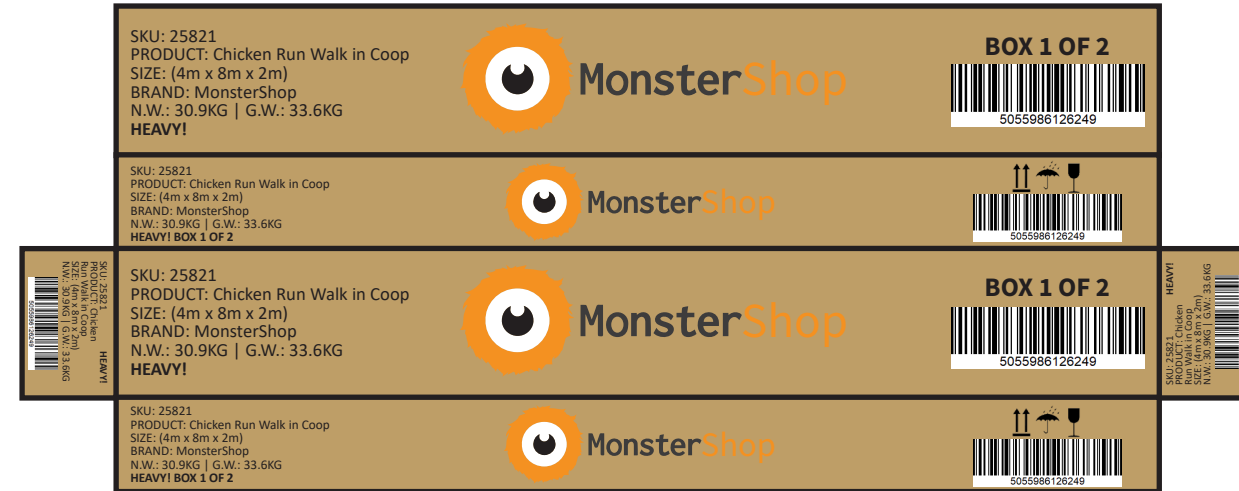 SKU: 25821
PRODUCT: Chicken Run Walk in Coop
SIZE: (4m x 8m x 2m)
BRAND: MonsterShop
N.W.: 30.9KG | G.W.: 33.6KG
HEAVY!
MonsterShop
BOX 1 OF 2
5055986126249
SKU: 25821
PRODUCT: Chicken Run Walk in Coop
SIZE: (4m x 8m x 2m)
BRAND: MonsterShop
N.W.: 30.9KG | G.W.: 33.6KG
HEAVY! BOX 1 OF 2
MonsterShop
5055986126249
SKU: 25821
HEAVY!
PRODUCT: Chicken
Run Walk in Coop
SIZE: (4m x 8m x 2m)
N.W.: 30.9KG | G.W.: 33.6KG
5055986126249
SKU: 25821
PRODUCT: Chicken Run Walk in Coop
SIZE: (4m x 8m x 2m)
BRAND: MonsterShop
N.W.: 30.9KG | G.W.: 33.6KG
HEAVY!
MonsterShop
BOX 1 OF 2
5055986126249
SKU: 25821
HEAVY!
PRODUCT: Chicken
Run Walk in Coop
SIZE: (4m x 8m x 2m)
N.W.: 30.9KG | G.W.: 33.6KG
SKU: 25821
PRODUCT: Chicken Run Walk in Coop
SIZE: (4m x 8m x 2m)
BRAND: MonsterShop
N.W.: 30.9KG | G.W.: 33.6KG
HEAVY! BOX 1 OF 2
MonsterShop
5055986126249